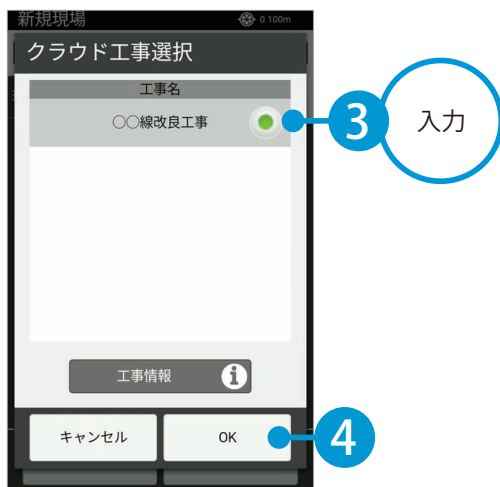 新規現場 0.100m
クラウド工事選択
工事名
○○線改良工事
3 入力
工事情報
キャンセル OK
4